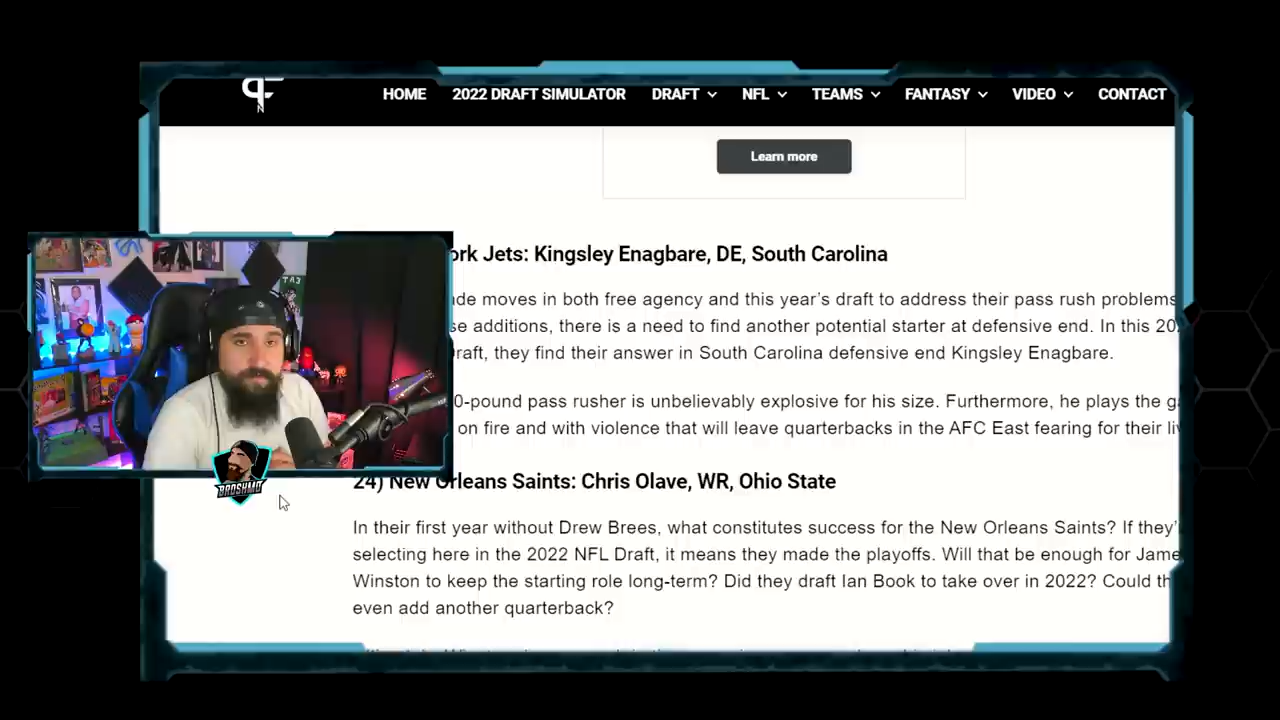 HOME 2022 DRAFT SIMULATOR DRAFT NFL TEAMS FANTASY VIDEO CONTACT
Learn more
ork Jets: Kingsley Enagbare, DE, South Carolina
de moves in both free agency and this year's draft to address their pass rush problems
se additions, there is a need to find another potential starter at defensive end. In this 20
raft, they find their answer in South Carolina defensive end Kingsley Enagbare.
0-pound pass rusher is unbelievably explosive for his size. Furthermore, he plays the ga
on fire and with violence that will leave quarterbacks in the AFC East fearing for their liv
24) New Orleans Saints: Chris Olave, WR, Ohio State
In their first year without Drew Brees, what constitutes success for the New Orleans Saints? If they'
selecting here in the 2022 NFL Draft, it means they made the playoffs. Will that be enough for Jame
Winston to keep the starting role long-term? Did they draft Ian Book to take over in 2022? Could th
even add another quarterback?
BROSHMO